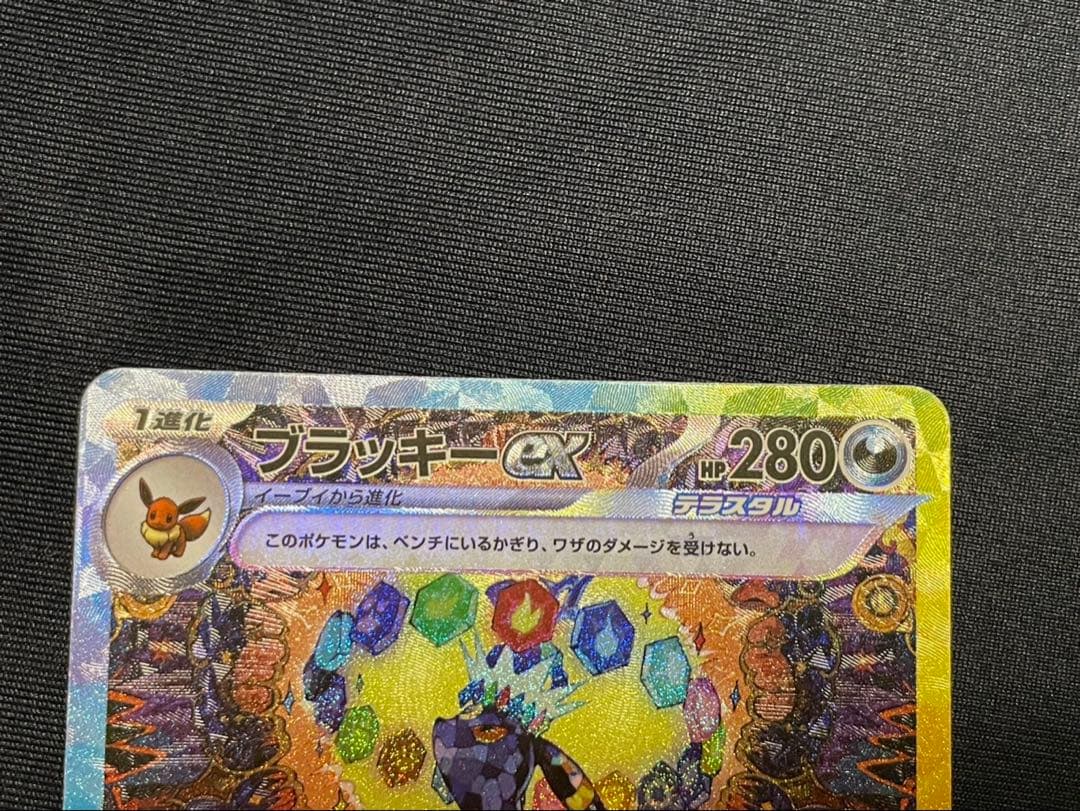 1進化
ブラッキーex HP280
イーブイから進化 テラスタル
このポケモンは、ベンチにいるかぎり、ワザのダメージを受けない。